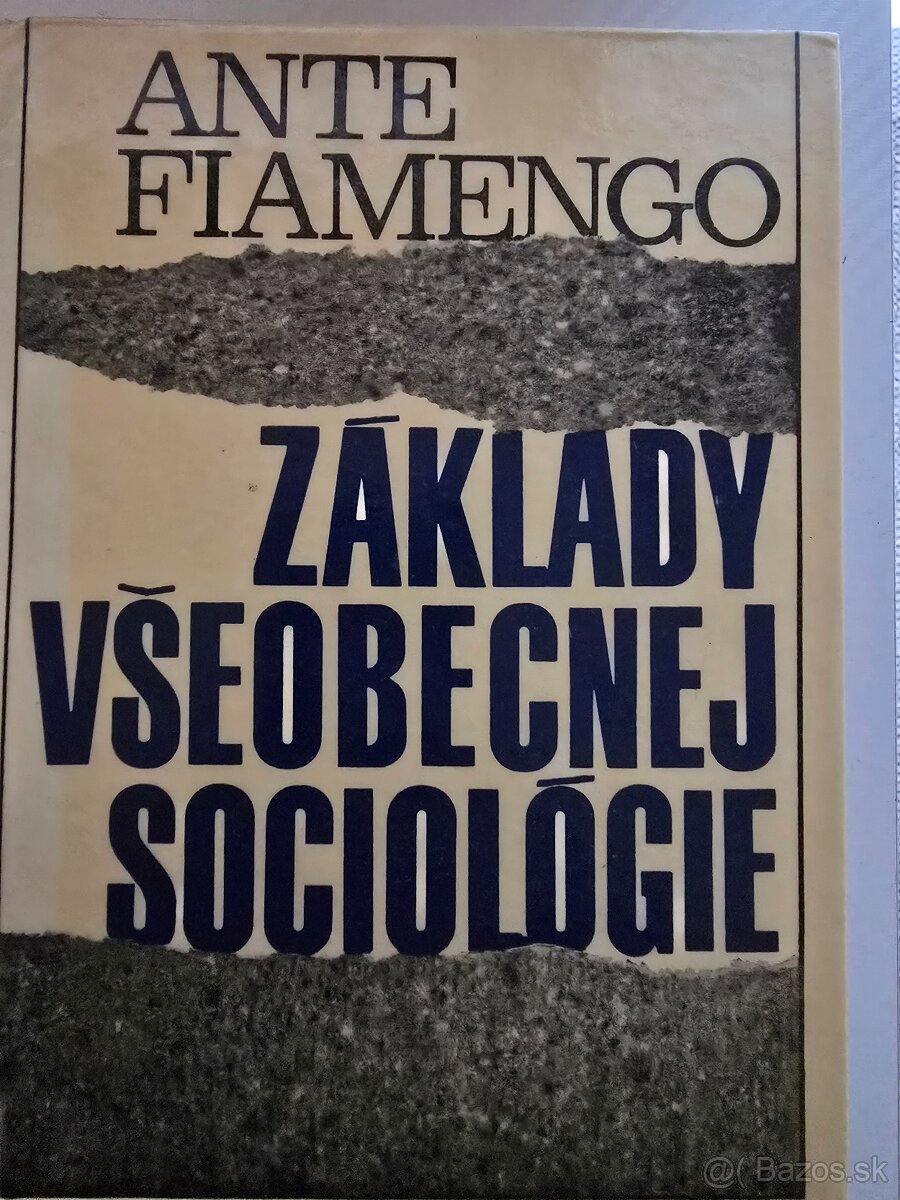 ANTE
FIAMENGO
ZÁKLADY
VŠEOBECNEJ
SOCIOLÓGIE
@( Bazos.sk